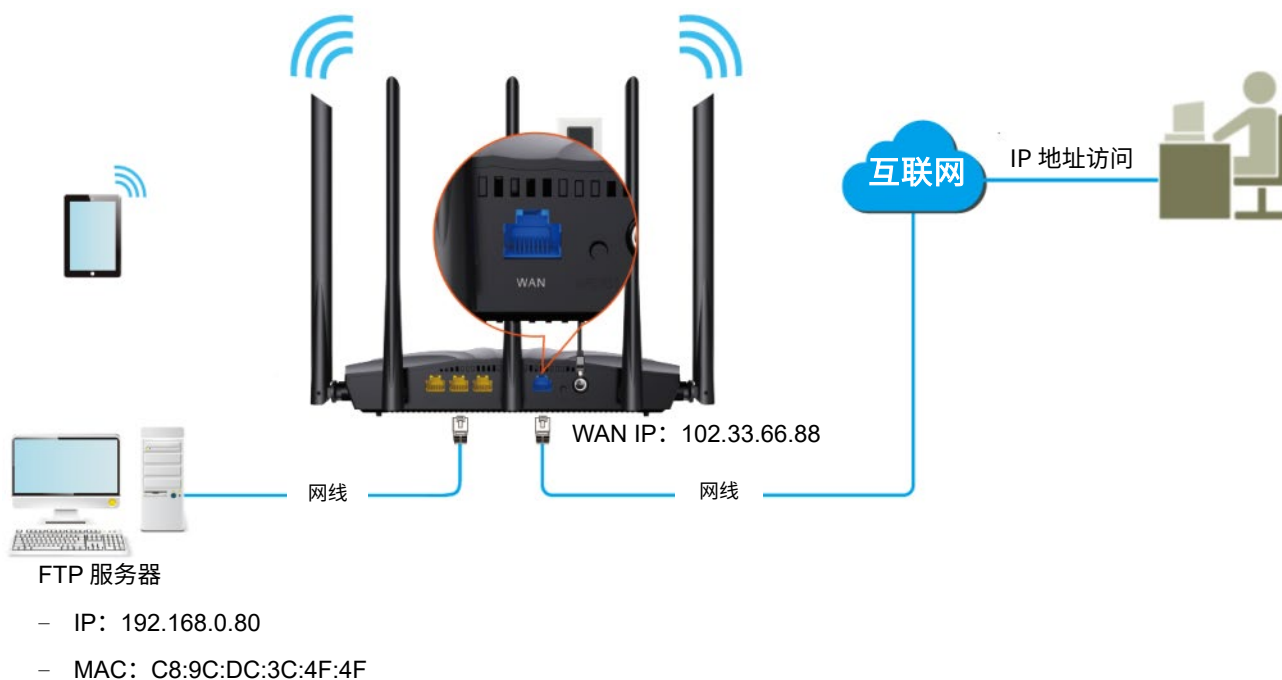 互联网
IP 地址访问
WAN
WAN IP：102.33.66.88
网线
网线
FTP 服务器
– IP：192.168.0.80
– MAC：C8:9C:DC:3C:4F:4F